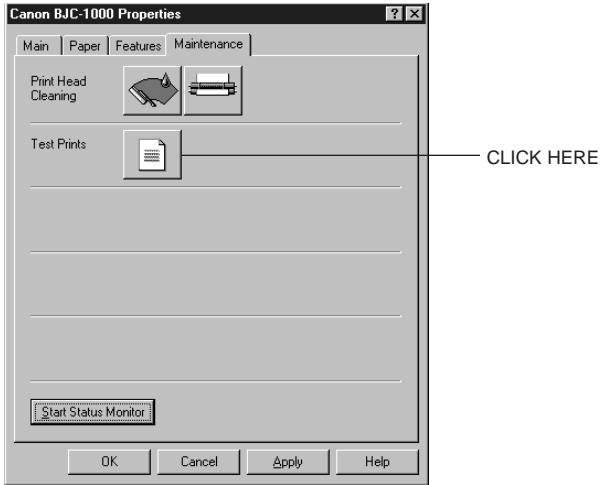 Canon BJC-1000 Properties
Main Paper Features Maintenance
Print Head
Cleaning
Test Prints
CLICK HERE
Start Status Monitor
OK Cancel Apply Help